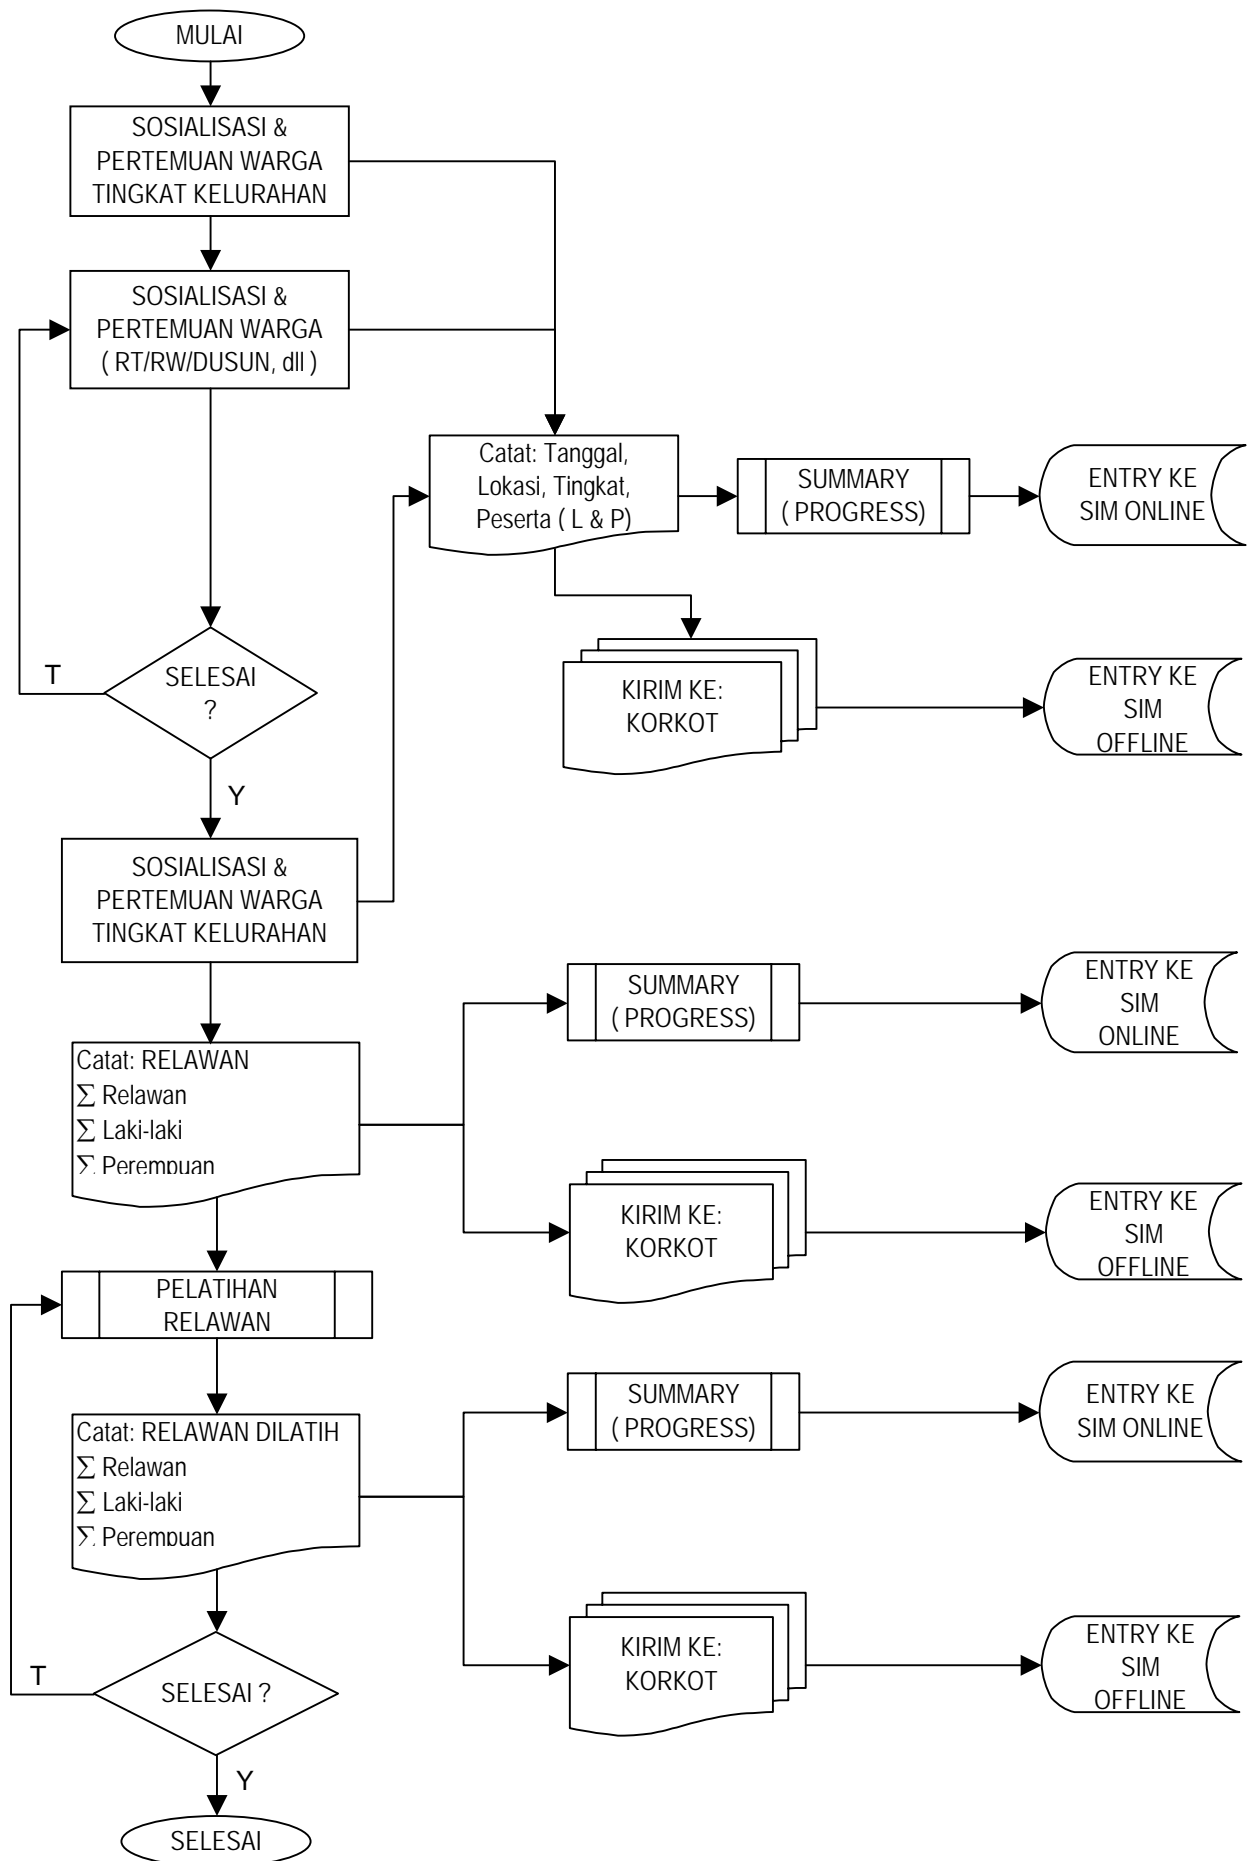 MULAI
SOSIALISASI &
PERTEMUAN WARGA
TINGKAT KELURAHAN
SOSIALISASI &
PERTEMUAN WARGA
( RT/RW/DUSUN, dll )
Catat: Tanggal,
Lokasi, Tingkat,
Peserta ( L & P)
SUMMARY
( PROGRESS)
ENTRY KE
SIM ONLINE
KIRIM KE:
KORKOT
ENTRY KE
SIM
OFFLINE
T
SELESAI
?
Y
SOSIALISASI &
PERTEMUAN WARGA
TINGKAT KELURAHAN
SUMMARY
( PROGRESS)
ENTRY KE
SIM
ONLINE
Catat: RELAWAN
∑ Relawan
∑ Laki-laki
∑ Perempuan
KIRIM KE:
KORKOT
ENTRY KE
SIM
OFFLINE
PELATIHAN
RELAWAN
SUMMARY
( PROGRESS)
ENTRY KE
SIM ONLINE
Catat: RELAWAN DILATIH
∑ Relawan
∑ Laki-laki
∑ Perempuan
KIRIM KE:
KORKOT
ENTRY KE
SIM
OFFLINE
T
SELESAI ?
Y
SELESAI